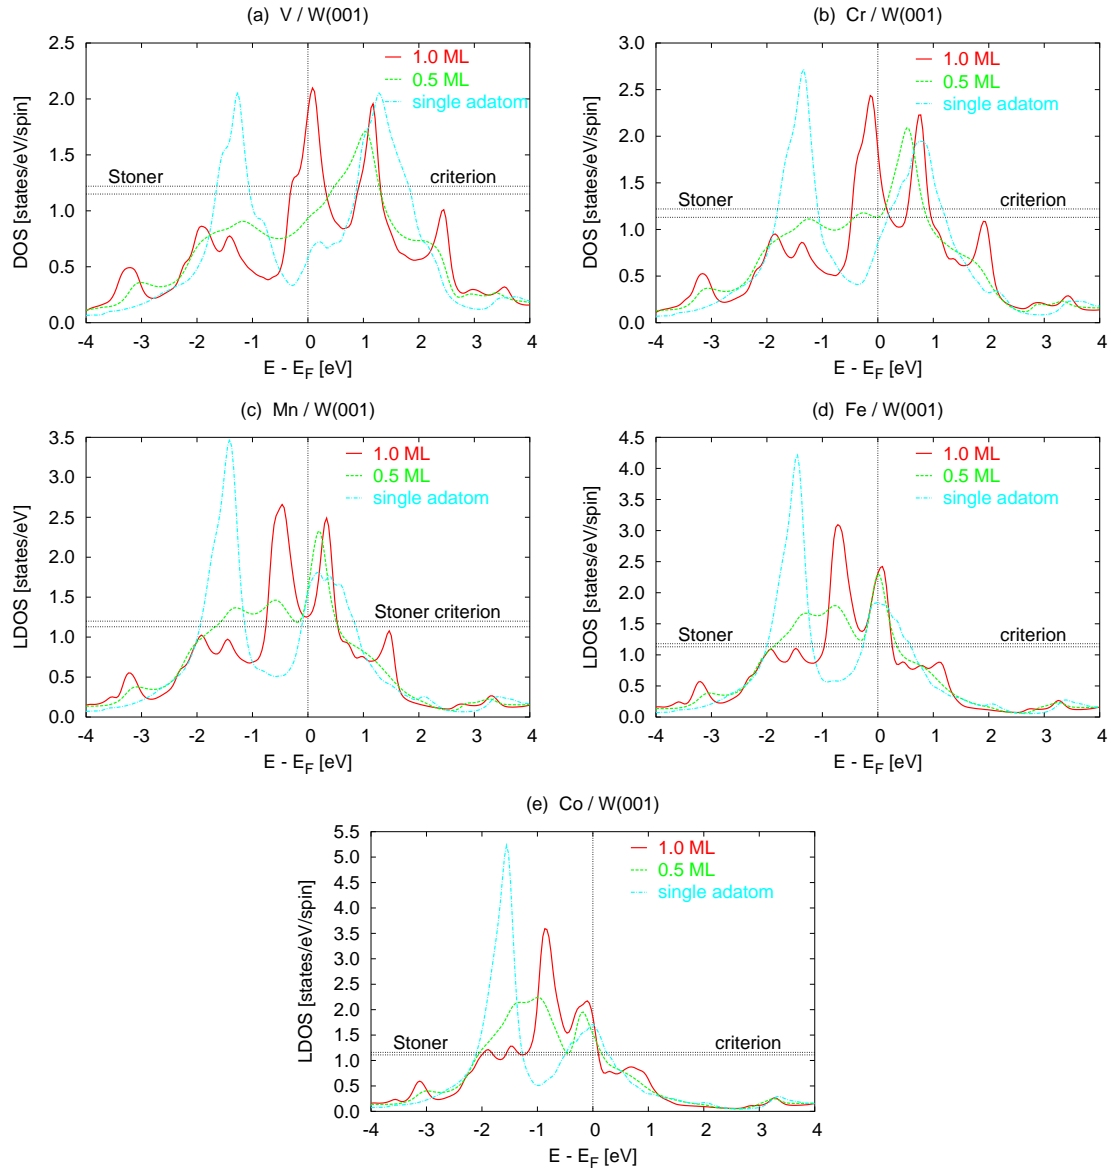 (a) V / W(001)
2.5
2.0
1.5
1.0
0.5
0.0
DOS [states/eV/spin]
1.0 ML
0.5 ML
single adatom
Stoner criterion
-4 -3 -2 -1 0 1 2 3 4
E - E_F [eV]
(b) Cr / W(001)
3.0
2.5
2.0
1.5
1.0
0.5
0.0
DOS [states/eV/spin]
1.0 ML
0.5 ML
single adatom
Stoner criterion
-4 -3 -2 -1 0 1 2 3 4
E - E_F [eV]
(c) Mn / W(001)
3.5
3.0
2.5
2.0
1.5
1.0
0.5
0.0
LDOS [states/eV]
1.0 ML
0.5 ML
single adatom
Stoner criterion
-4 -3 -2 -1 0 1 2 3 4
E - E_F [eV]
(d) Fe / W(001)
4.5
4.0
3.5
3.0
2.5
2.0
1.5
1.0
0.5
0.0
LDOS [states/eV/spin]
1.0 ML
0.5 ML
single adatom
Stoner criterion
-4 -3 -2 -1 0 1 2 3 4
E - E_F [eV]
(e) Co / W(001)
5.5
5.0
4.5
4.0
3.5
3.0
2.5
2.0
1.5
1.0
0.5
0.0
LDOS [states/eV/spin]
1.0 ML
0.5 ML
single adatom
Stoner criterion
-4 -3 -2 -1 0 1 2 3 4
E - E_F [eV]